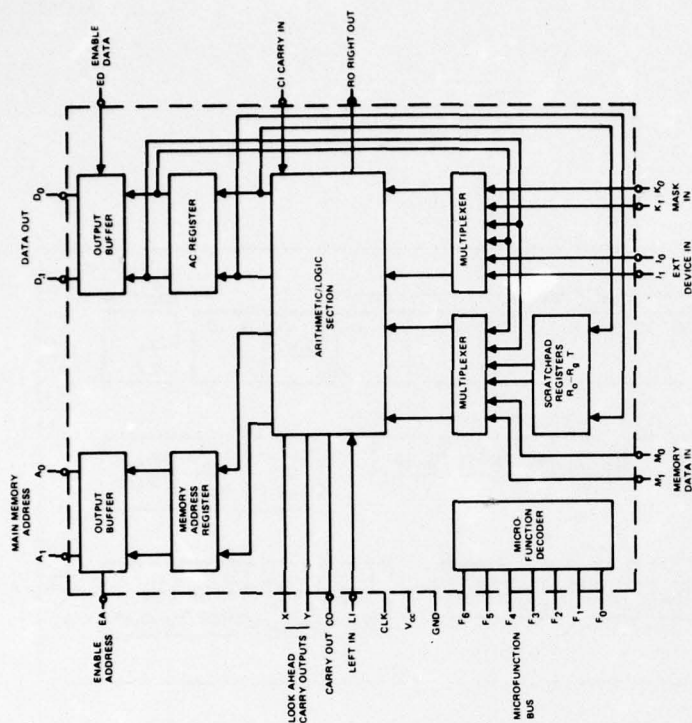 MAIN MEMORY
ADDRESS
A1
A0
DATA OUT
D1
D0
ENABLE
ADDRESS
EA
ED ENABLE
DATA
OUTPUT
BUFFER
OUTPUT
BUFFER
MEMORY
ADDRESS
REGISTER
AC REGISTER
LOOK AHEAD
CARRY OUTPUTS
X
Y
CARRY OUT CO
LEFT IN LI
CLK
Vcc
GND
ARITHMETIC/LOGIC
SECTION
CI CARRY IN
RO RIGHT OUT
MICROFUNCTION
BUS
F6
F5
F4
F3
F2
F1
F0
MICRO-
FUNCTION
DECODER
MULTIPLEXER
MULTIPLEXER
SCRATCHPAD
REGISTERS
R0-R9 T
M1
M0
MEMORY
DATA IN
I1
I0
EXT
DEVICE IN
K1
K0
MASK
IN